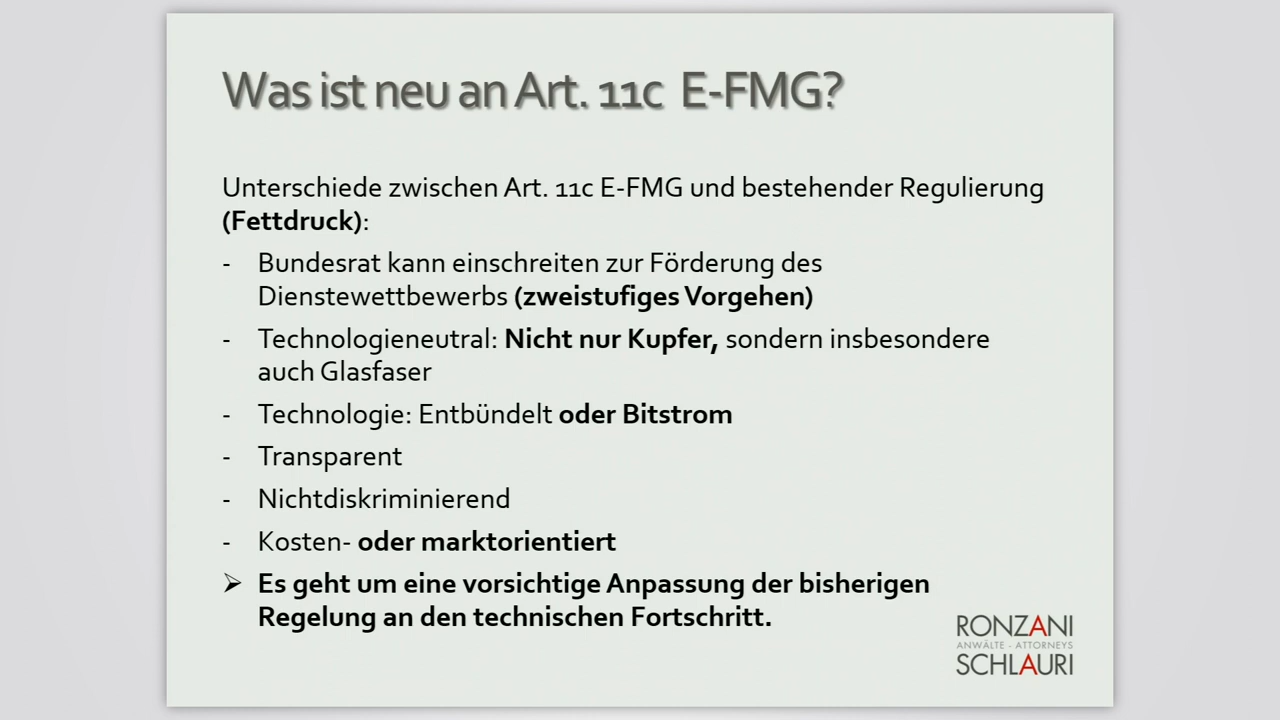 Was ist neu an Art. 11c E-FMG?
Unterschiede zwischen Art. 11c E-FMG und bestehender Regulierung
(Fettdruck):
- Bundesrat kann einschreiten zur Förderung des
Dienstewettbewerbs (zweistufiges Vorgehen)
- Technologieneutral: Nicht nur Kupfer, sondern insbesondere
auch Glasfaser
- Technologie: Entbündelt oder Bitstrom
- Transparent
- Nichtdiskriminierend
- Kosten- oder marktorientiert
➢ Es geht um eine vorsichtige Anpassung der bisherigen
Regelung an den technischen Fortschritt.
RONZANI
ANWÄLTE - ATTORNEYS
SCHLAURI